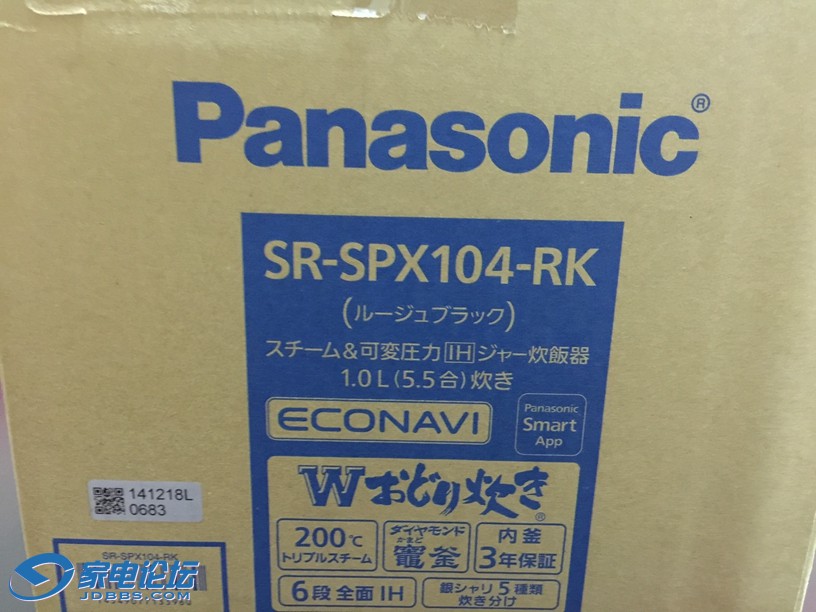 Panasonic®
SR-SPX104-RK
(ルージュブラック)
スチーム&可変圧力IHジャー炊飯器
1.0L(5.5合)炊き
ECONAVI
Panasonic
Smart
App
Wおどり炊き®
141218L
0683
200℃
トリプルスチーム
ダイヤモンド
かまど
竈釜
内釜
3年保証
SR-SPX104-RK
6段全面IH
銀シャリ5種類
炊き分け
家电论坛
JDBBS.COM